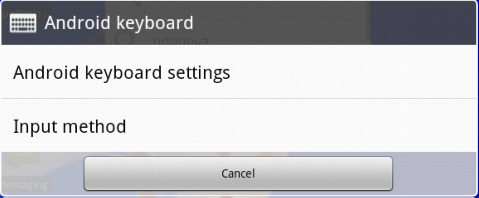 Android keyboard
Android keyboard settings
Input method
Cancel